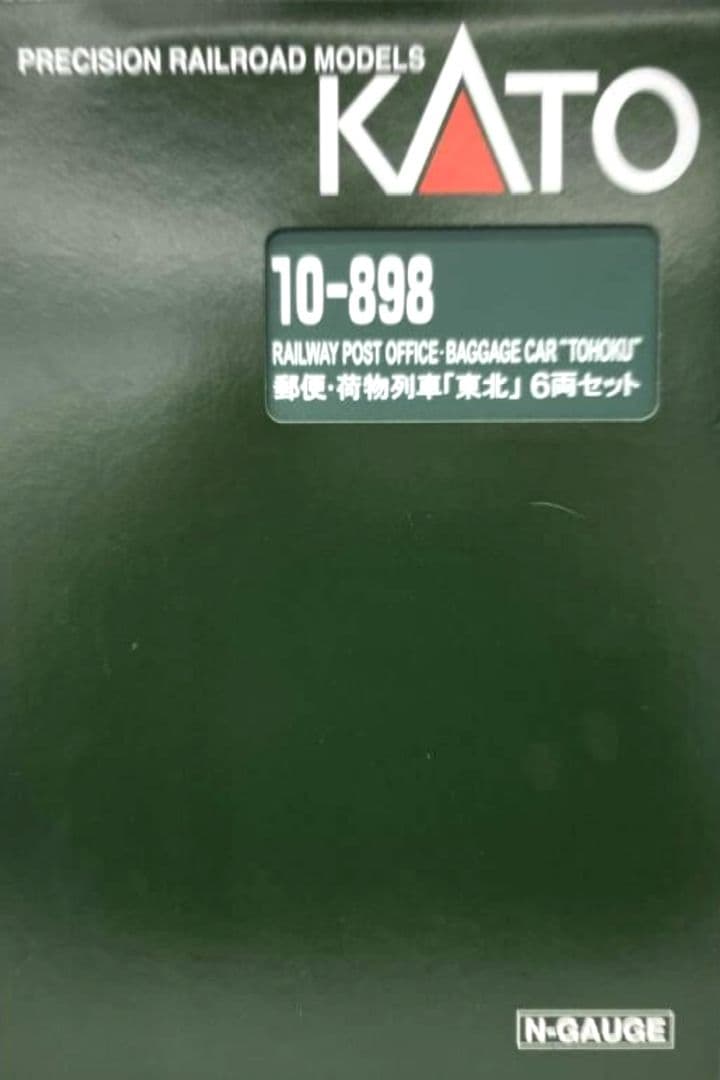 PRECISION RAILROAD MODELS
KATO
10-898
RAILWAY POST OFFICE·BAGGAGE CAR "TOHOKU"
郵便・荷物列車「東北」 6両セット
N-GAUGE